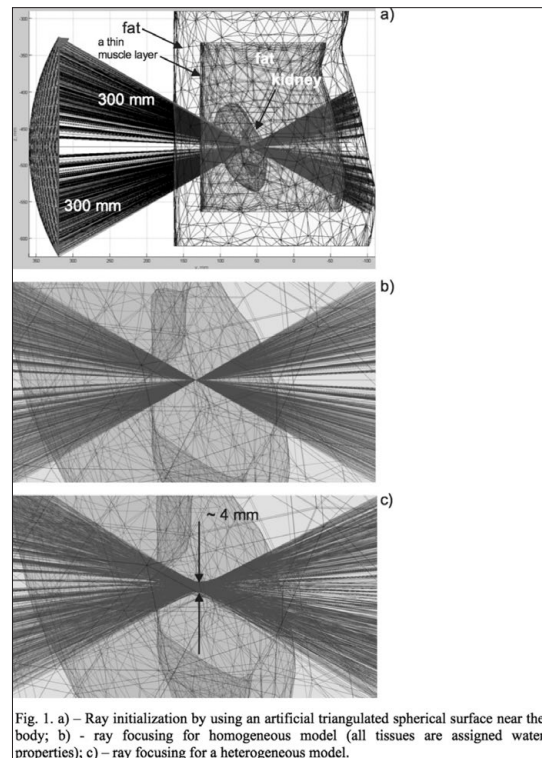 a)
fat
a thin
muscle layer
fat
kidney
300 mm
300 mm
b)
c)
~ 4 mm
Fig. 1. a) – Ray initialization by using an artificial triangulated spherical surface near the
body; b) - ray focusing for homogeneous model (all tissues are assigned water
properties); c) – ray focusing for a heterogeneous model.